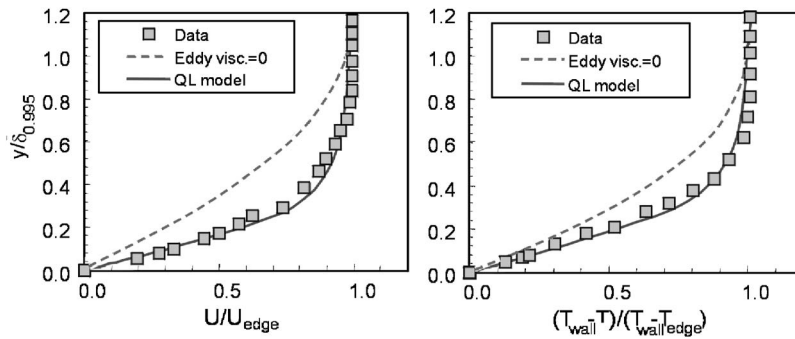 1.2
1.0
0.8
0.6
0.4
0.2
0.0
y/δ0.995
Data
Eddy visc.=0
QL model
0.0
0.5
1.0
U/Uedge
1.2
1.0
0.8
0.6
0.4
0.2
0.0
Data
Eddy visc.=0
QL model
0.0
0.5
1.0
(Twall-T)/(Twall-Tedge)